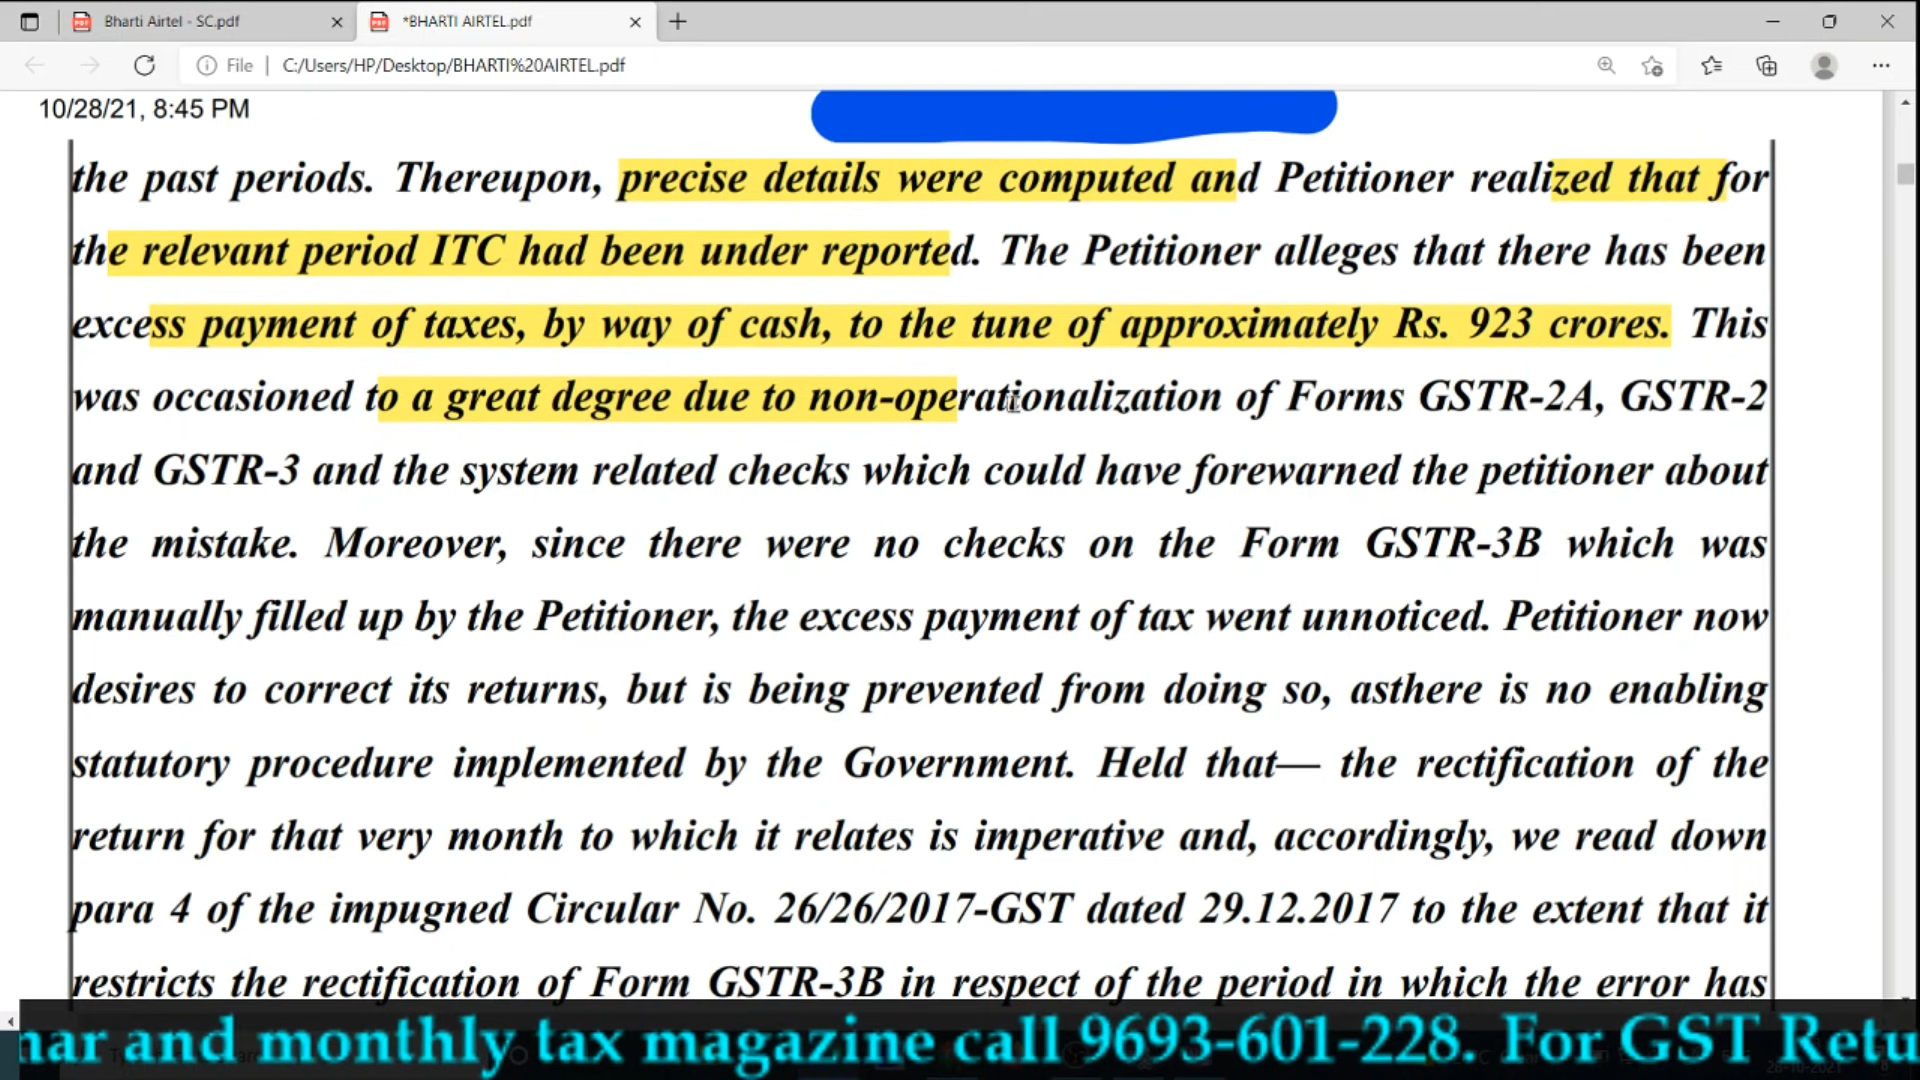 Bharti Airtel - SC.pdf
*BHARTI AIRTEL.pdf
File
C:/Users/HP/Desktop/BHARTI%20AIRTEL.pdf
10/28/21, 8:45 PM
the past periods. Thereupon, precise details were computed and Petitioner realized that for
the relevant period ITC had been under reported. The Petitioner alleges that there has been
excess payment of taxes, by way of cash, to the tune of approximately Rs. 923 crores. This
was occasioned to a great degree due to non-operationalization of Forms GSTR-2A, GSTR-2
and GSTR-3 and the system related checks which could have forewarned the petitioner about
the mistake. Moreover, since there were no checks on the Form GSTR-3B which was
manually filled up by the Petitioner, the excess payment of tax went unnoticed. Petitioner now
desires to correct its returns, but is being prevented from doing so, asthere is no enabling
statutory procedure implemented by the Government. Held that— the rectification of the
return for that very month to which it relates is imperative and, accordingly, we read down
para 4 of the impugned Circular No. 26/26/2017-GST dated 29.12.2017 to the extent that it
restricts the rectification of Form GSTR-3B in respect of the period in which the error has
nar and monthly tax magazine call 9693-601-228. For GST Retu